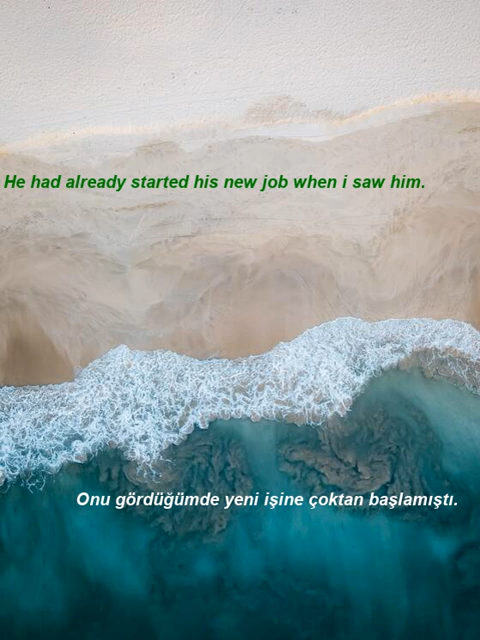 He had already started his new job when i saw him.
Onu gördüğümde yeni işine çoktan başlamıştı.